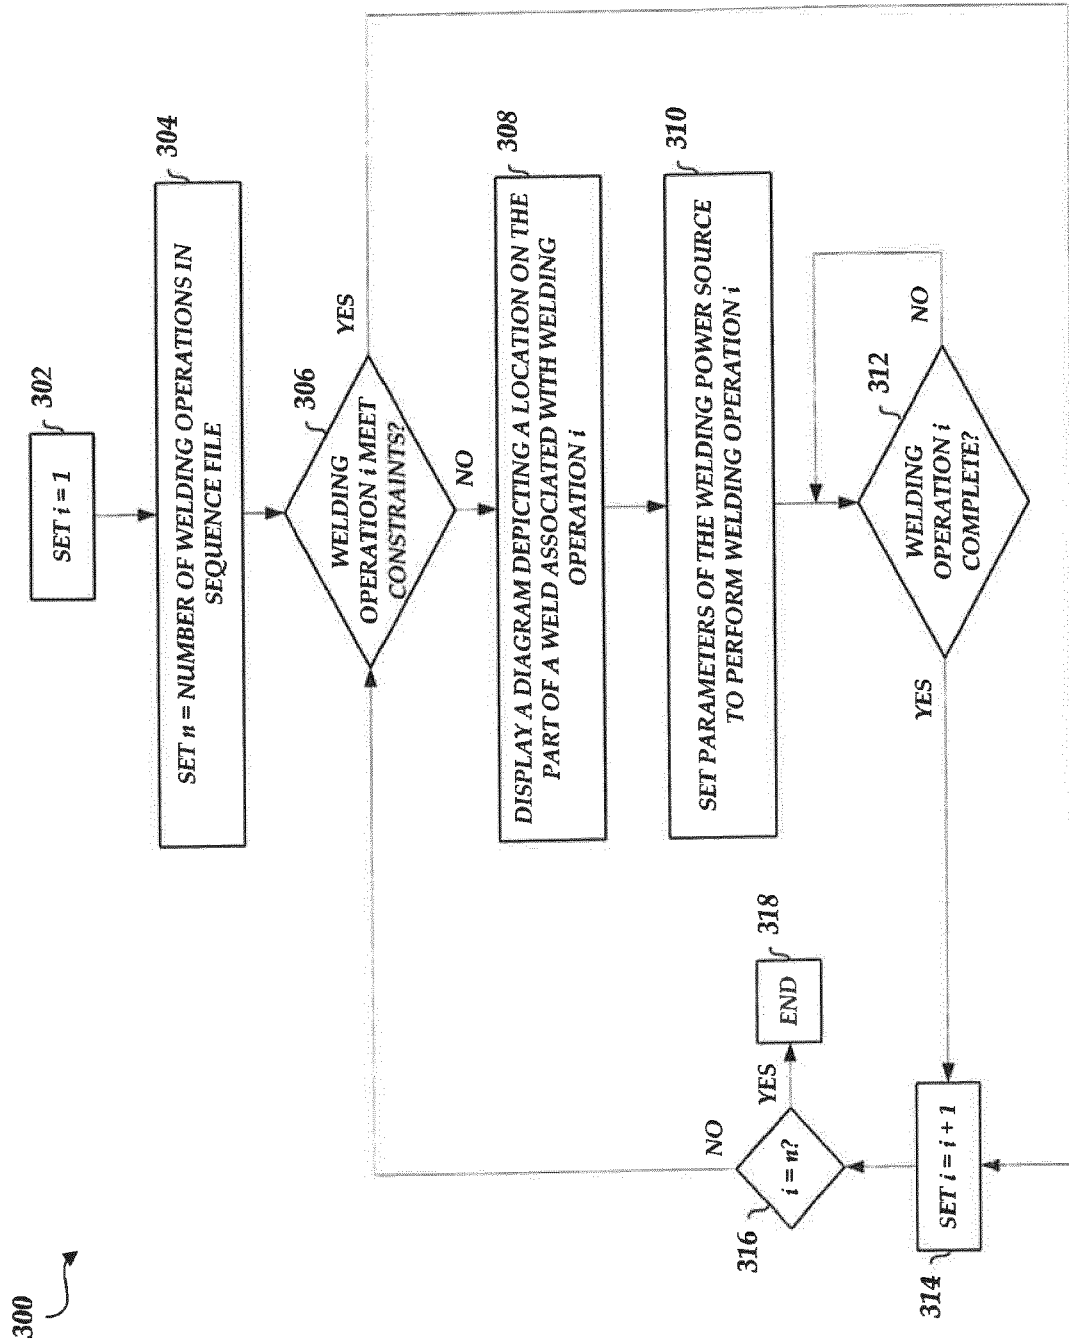 300
302
SET i = 1
304
SET n = NUMBER OF WELDING OPERATIONS IN
SEQUENCE FILE
306
WELDING
OPERATION i MEET
CONSTRAINTS?
YES
NO
308
DISPLAY A DIAGRAM DEPICTING A LOCATION ON THE
PART OF A WELD ASSOCIATED WITH WELDING
OPERATION i
310
SET PARAMETERS OF THE WELDING POWER SOURCE
TO PERFORM WELDING OPERATION i
312
WELDING
OPERATION i
COMPLETE?
NO
YES
314
SET i = i + 1
316
i = n?
NO
YES
318
END